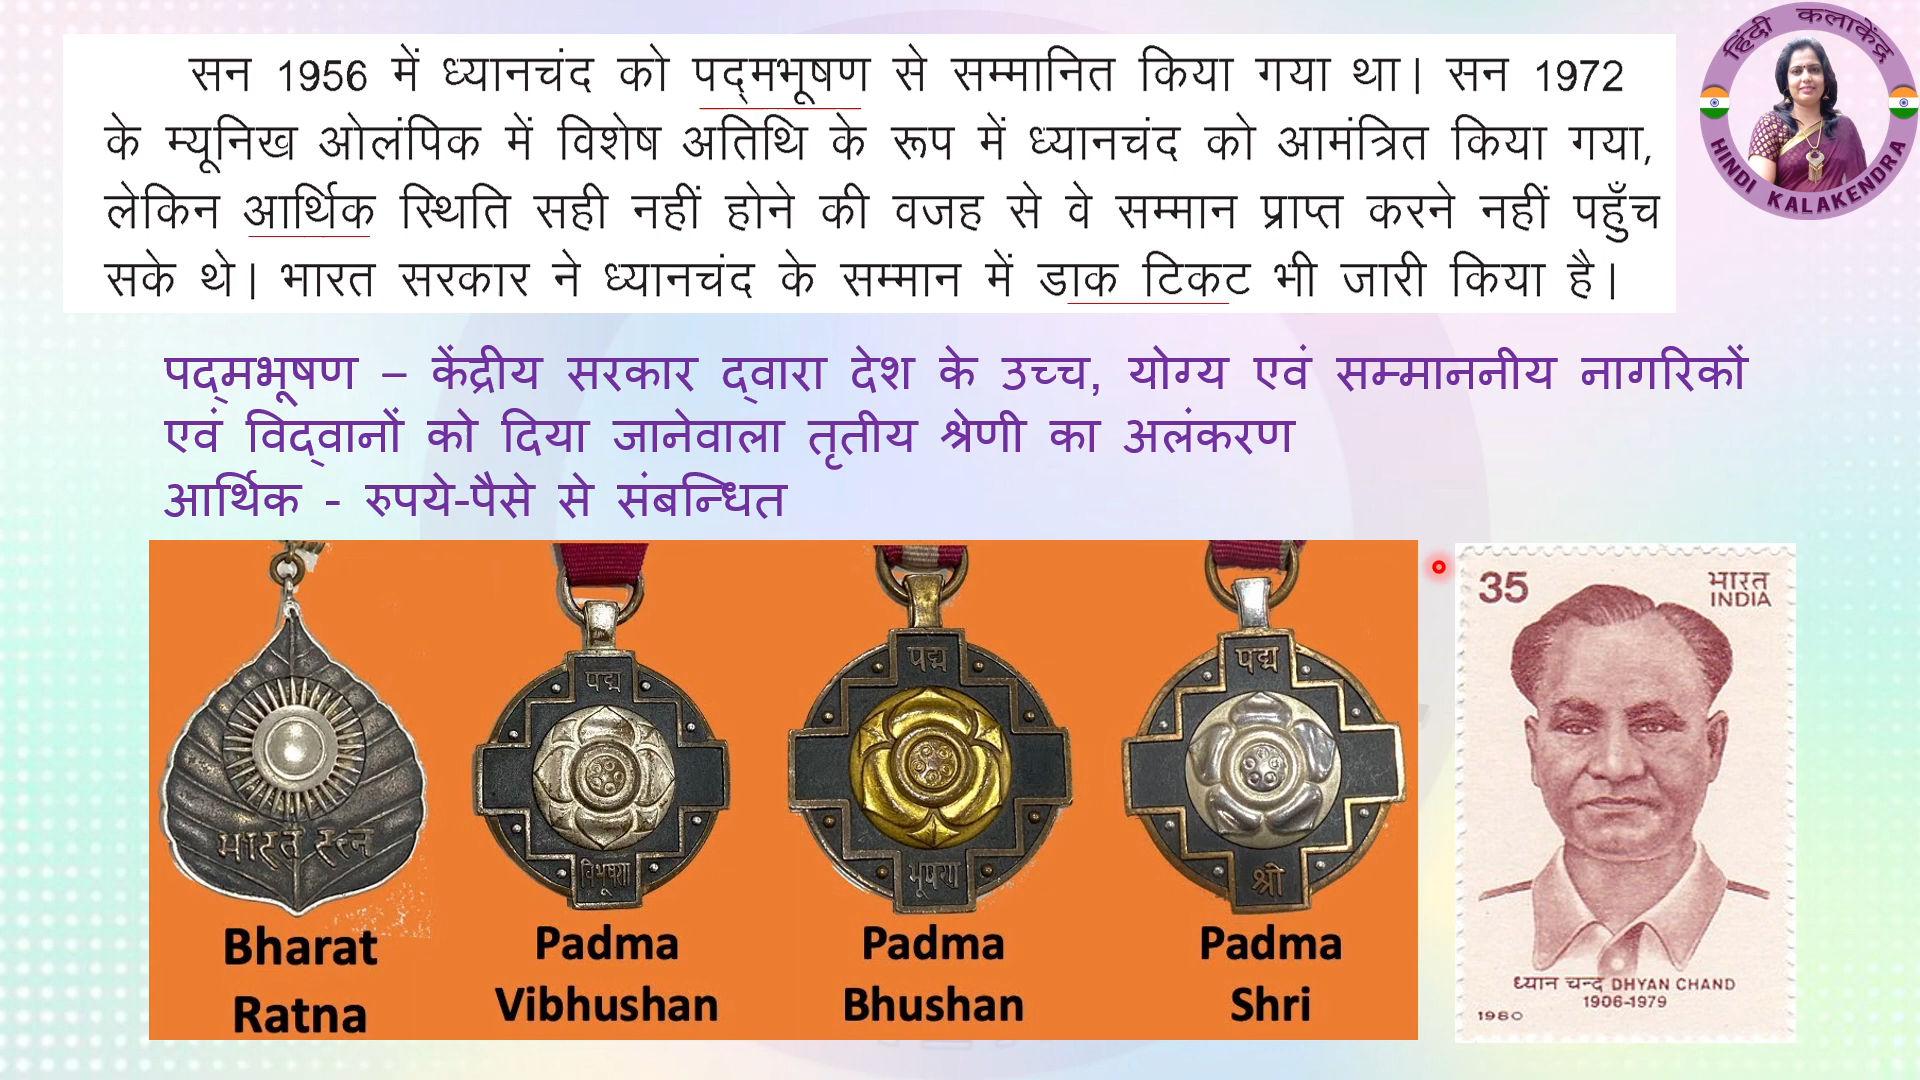 सन 1956 में ध्यानचंद को पद्मभूषण से सम्मानित किया गया था। सन 1972
के म्यूनिख ओलंपिक में विशेष अतिथि के रूप में ध्यानचंद को आमंत्रित किया गया,
लेकिन आर्थिक स्थिति सही नहीं होने की वजह से वे सम्मान प्राप्त करने नहीं पहुँच
सके थे। भारत सरकार ने ध्यानचंद के सम्मान में डाक टिकट भी जारी किया है।
हिंदी कलाकेंद्र
HINDI KALAKENDRA
पद्मभूषण – केंद्रीय सरकार द्वारा देश के उच्च, योग्य एवं सम्माननीय नागरिकों
एवं विद्वानों को दिया जानेवाला तृतीय श्रेणी का अलंकरण
आर्थिक - रुपये-पैसे से संबन्धित
भारत रत्न
Bharat
Ratna
पद्म
विभूषण
Padma
Vibhushan
पद्म
भूषण
Padma
Bhushan
पद्म
श्री
Padma
Shri
35
भारत
INDIA
ध्यान चन्द DHYAN CHAND
1906-1979
1980